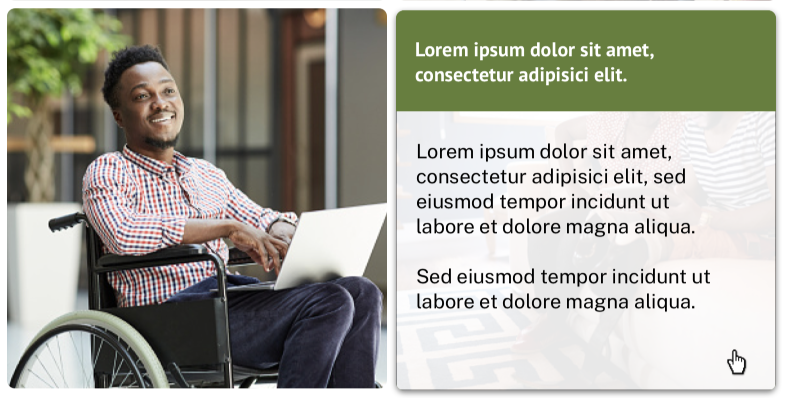 Lorem ipsum dolor sit amet,
consectetur adipisici elit.
Lorem ipsum dolor sit amet,
consectetur adipisici elit, sed
eiusmod tempor incidunt ut
labore et dolore magna aliqua.
Sed eiusmod tempor incidunt ut
labore et dolore magna aliqua.